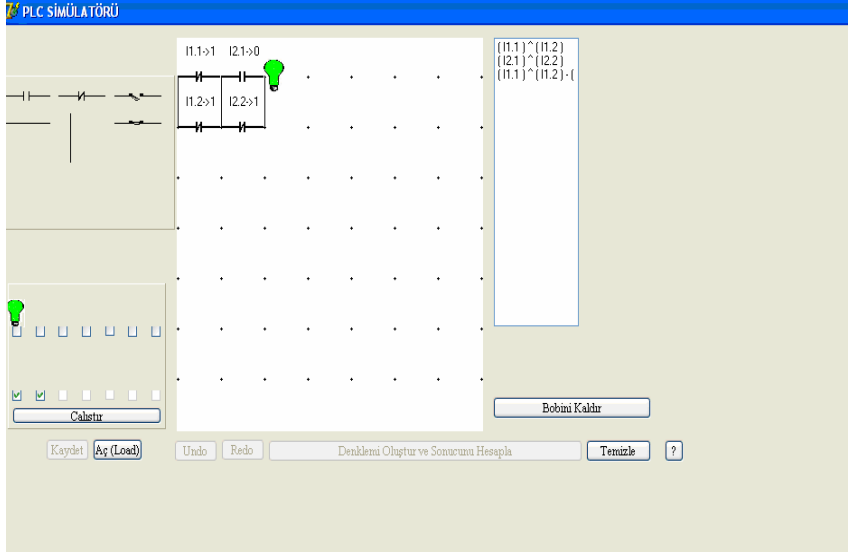 PLC SİMÜLATÖRÜ
I1.1->1 I2.1->0
I1.2->1 I2.2->1
( I1.1 ) ^ ( I1.2 )
( I2.1 ) ^ ( I2.2 )
( I1.1 ) ^ ( I1.2 ) - (
Bobini Kaldır
Calıstır
Kaydet Aç (Load) Undo Redo Denklemi Oluştur ve Sonucunu Hesapla Temizle ?